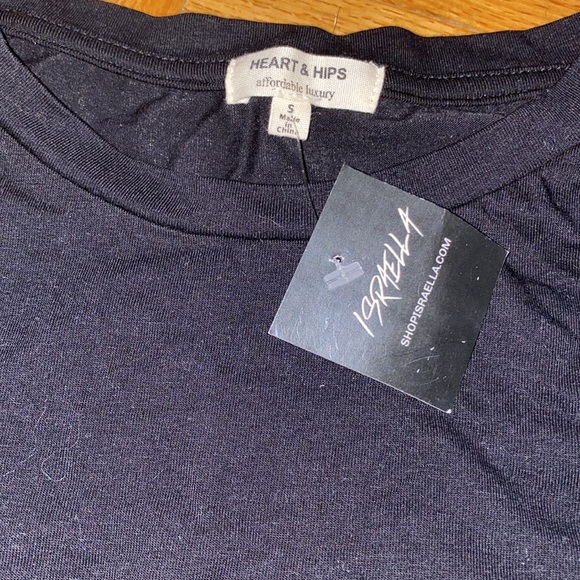 HEART & HIPS
affordable luxury
S
Made
in
China
ISRAELLA
SHOPISRAELLA.COM